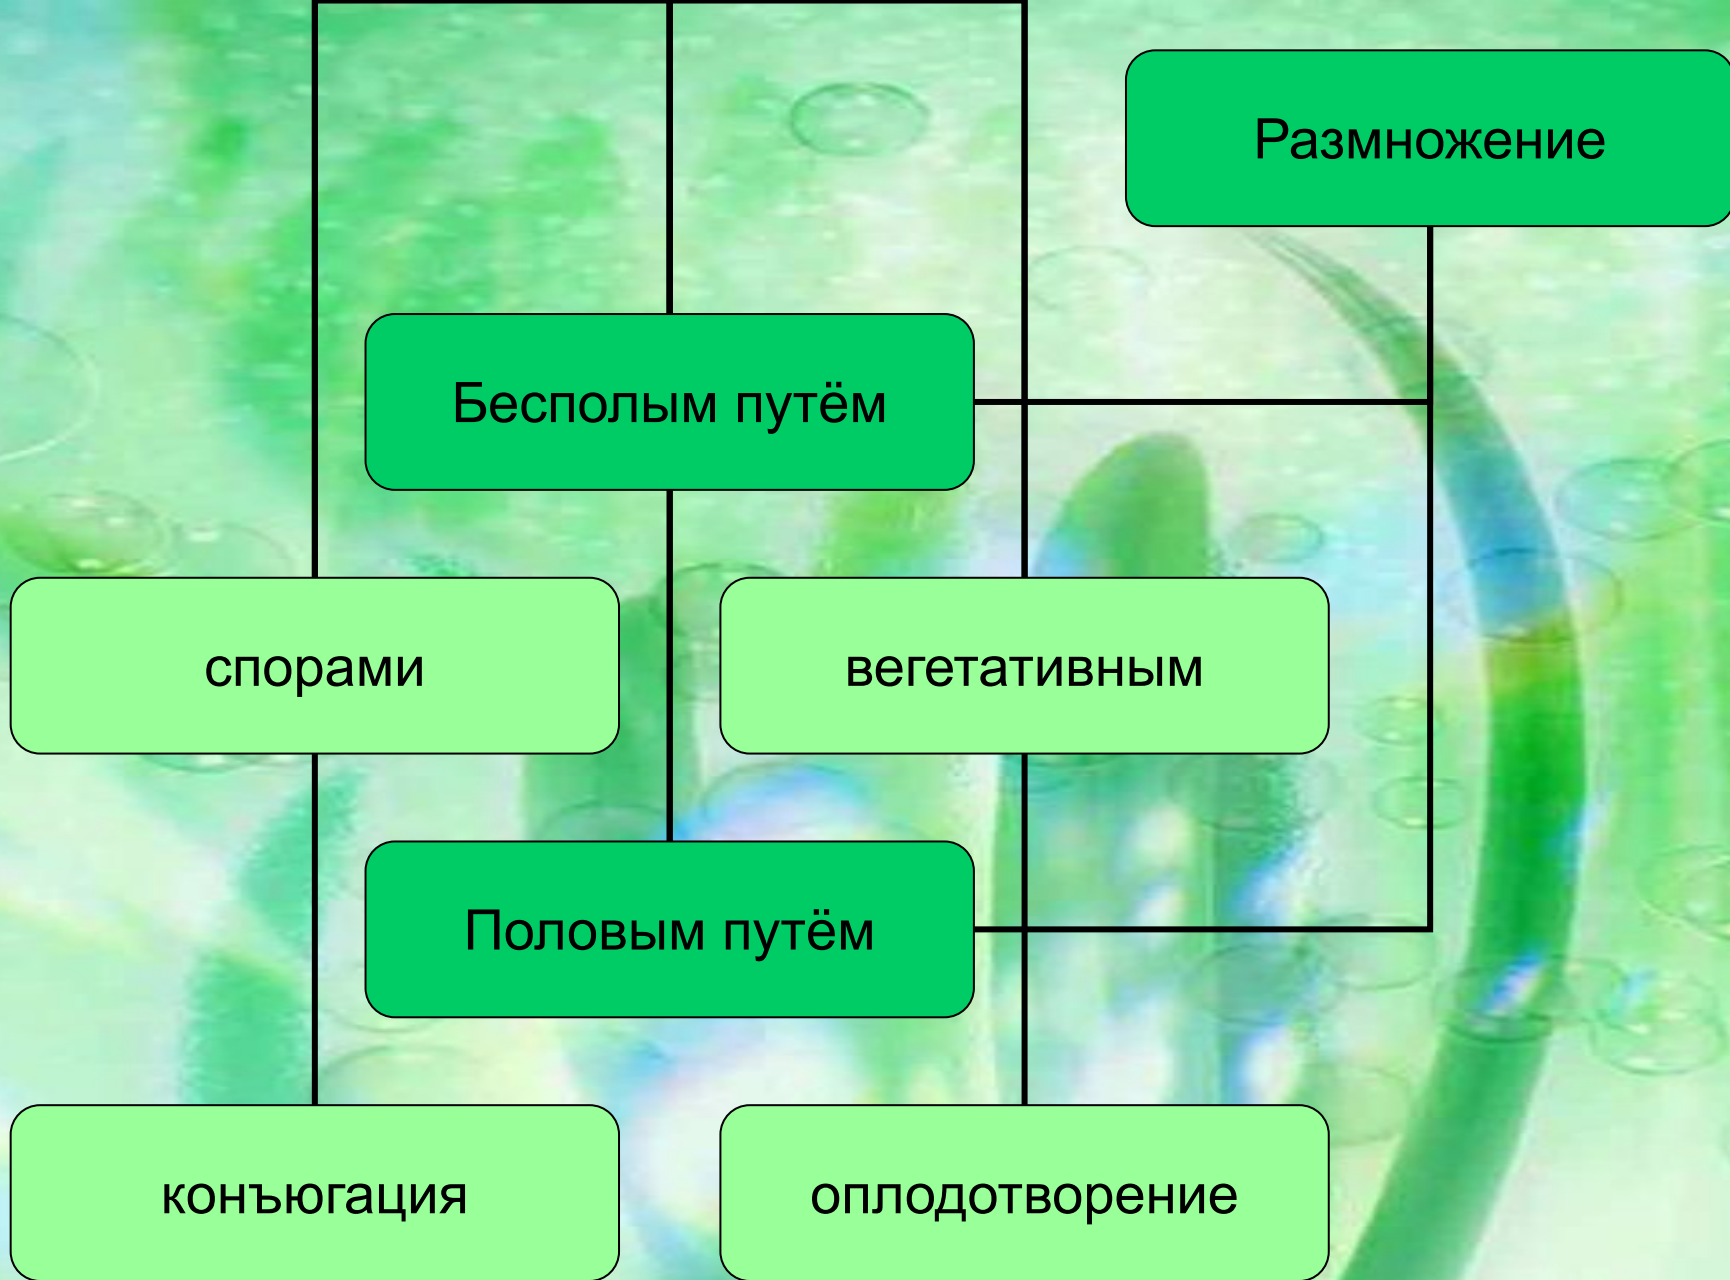 Размножение
Бесполым путём
спорами
вегетативным
Половым путём
конъюгация
оплодотворение